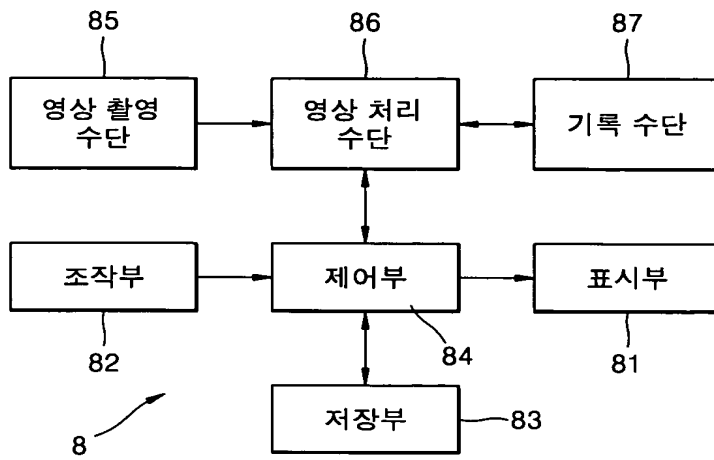 85
86
87
영상 촬영
수단
영상 처리
수단
기록 수단
조작부
제어부
표시부
82
84
81
8
저장부
83